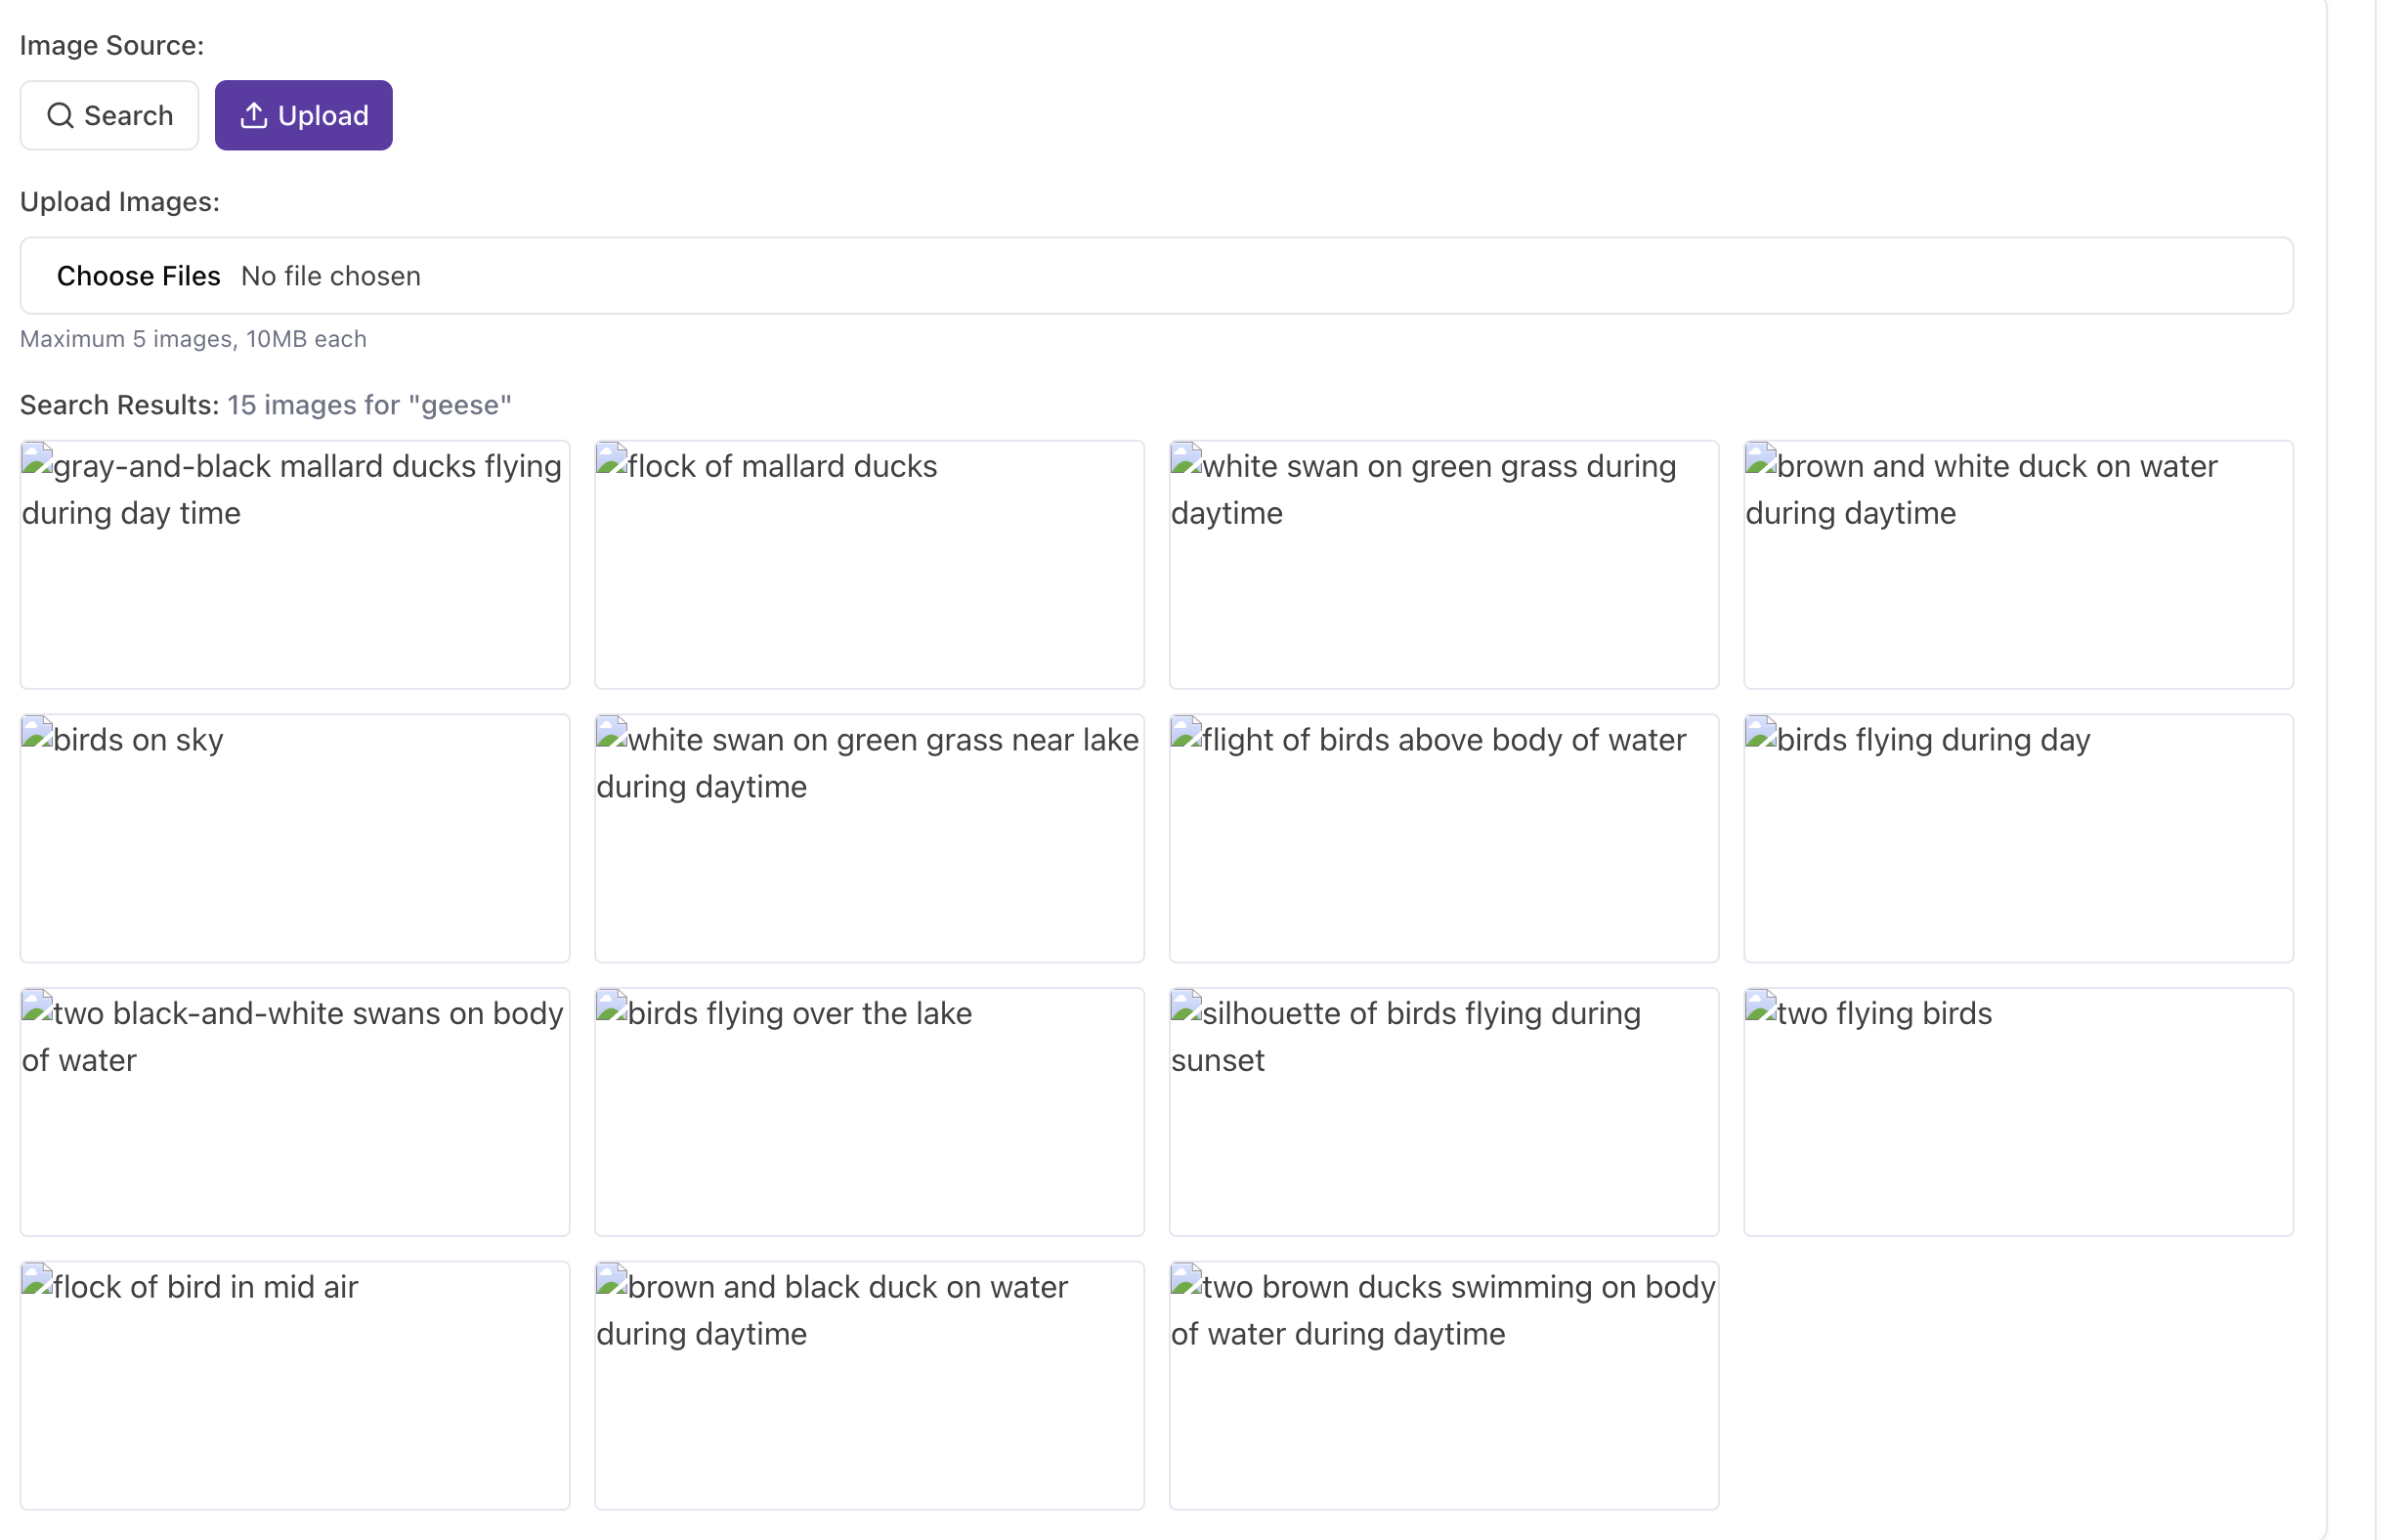 Image Source:
Search
Upload
Upload Images:
Choose Files No file chosen
Maximum 5 images, 10MB each
Search Results: 15 images for "geese"
gray-and-black mallard ducks flying
during day time
flock of mallard ducks
white swan on green grass during
daytime
brown and white duck on water
during daytime
birds on sky
white swan on green grass near lake
during daytime
flight of birds above body of water
birds flying during day
two black-and-white swans on body
of water
birds flying over the lake
silhouette of birds flying during
sunset
two flying birds
flock of bird in mid air
brown and black duck on water
during daytime
two brown ducks swimming on body
of water during daytime